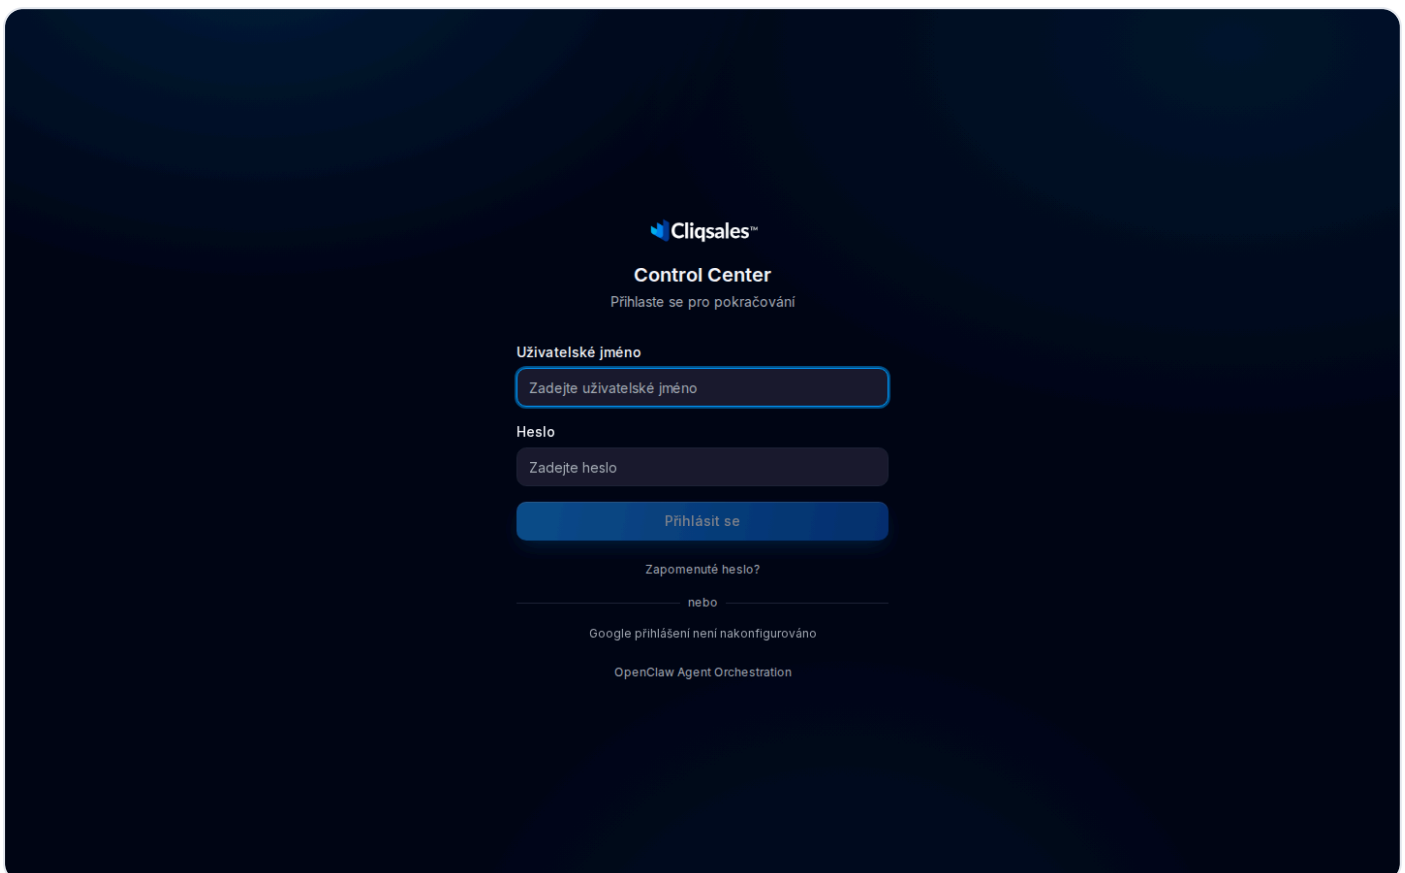 Cliqsales™
Control Center
Přihlaste se pro pokračování
Uživatelské jméno
Zadejte uživatelské jméno
Heslo
Zadejte heslo
Přihlásit se
Zapomenuté heslo?
nebo
Google přihlášení není nakonfigurováno
OpenClaw Agent Orchestration